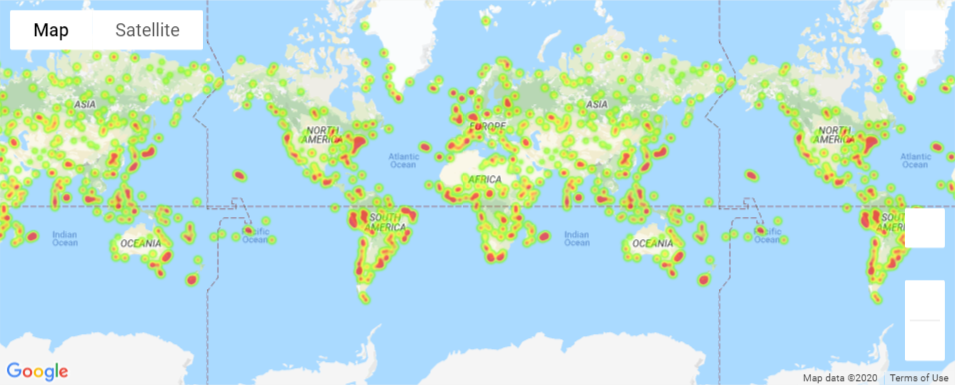 Map Satellite
ASIA
NORTH
AMERICA
EUROPE
ASIA
NORTH
AMERICA
Atlantic
Ocean
Atlantic
Ocean
AFRICA
SOUTH
AMERICA
SOUTH
AMERICA
Indian
Ocean
OCEANIA
Pacific
Ocean
Indian
Ocean
OCEANIA
Pacific
Ocean
Google
Map data ©2020 Terms of Use